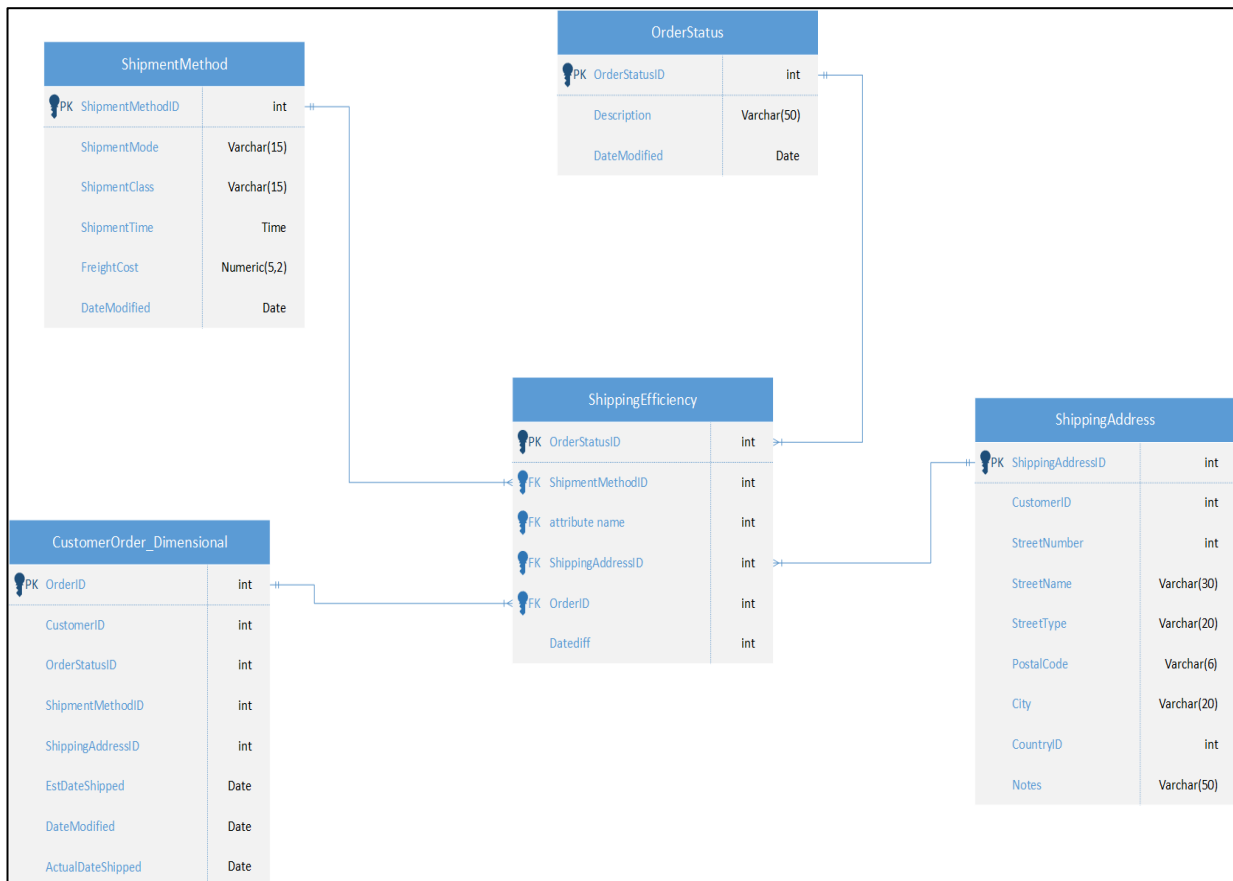 ShipmentMethod
PK ShipmentMethodID int
ShipmentMode Varchar(15)
ShipmentClass Varchar(15)
ShipmentTime Time
FreightCost Numeric(5,2)
DateModified Date
OrderStatus
PK OrderStatusID int
Description Varchar(50)
DateModified Date
ShippingEfficiency
PK OrderStatusID int
FK ShipmentMethodID int
FK attribute name int
FK ShippingAddressID int
FK OrderID int
Datediff int
ShippingAddress
PK ShippingAddressID int
CustomerID int
StreetNumber int
StreetName Varchar(30)
StreetType Varchar(20)
PostalCode Varchar(6)
City Varchar(20)
CountryID int
Notes Varchar(50)
CustomerOrder_Dimensional
PK OrderID int
CustomerID int
OrderStatusID int
ShipmentMethodID int
ShippingAddressID int
EstDateShipped Date
DateModified Date
ActualDateShipped Date